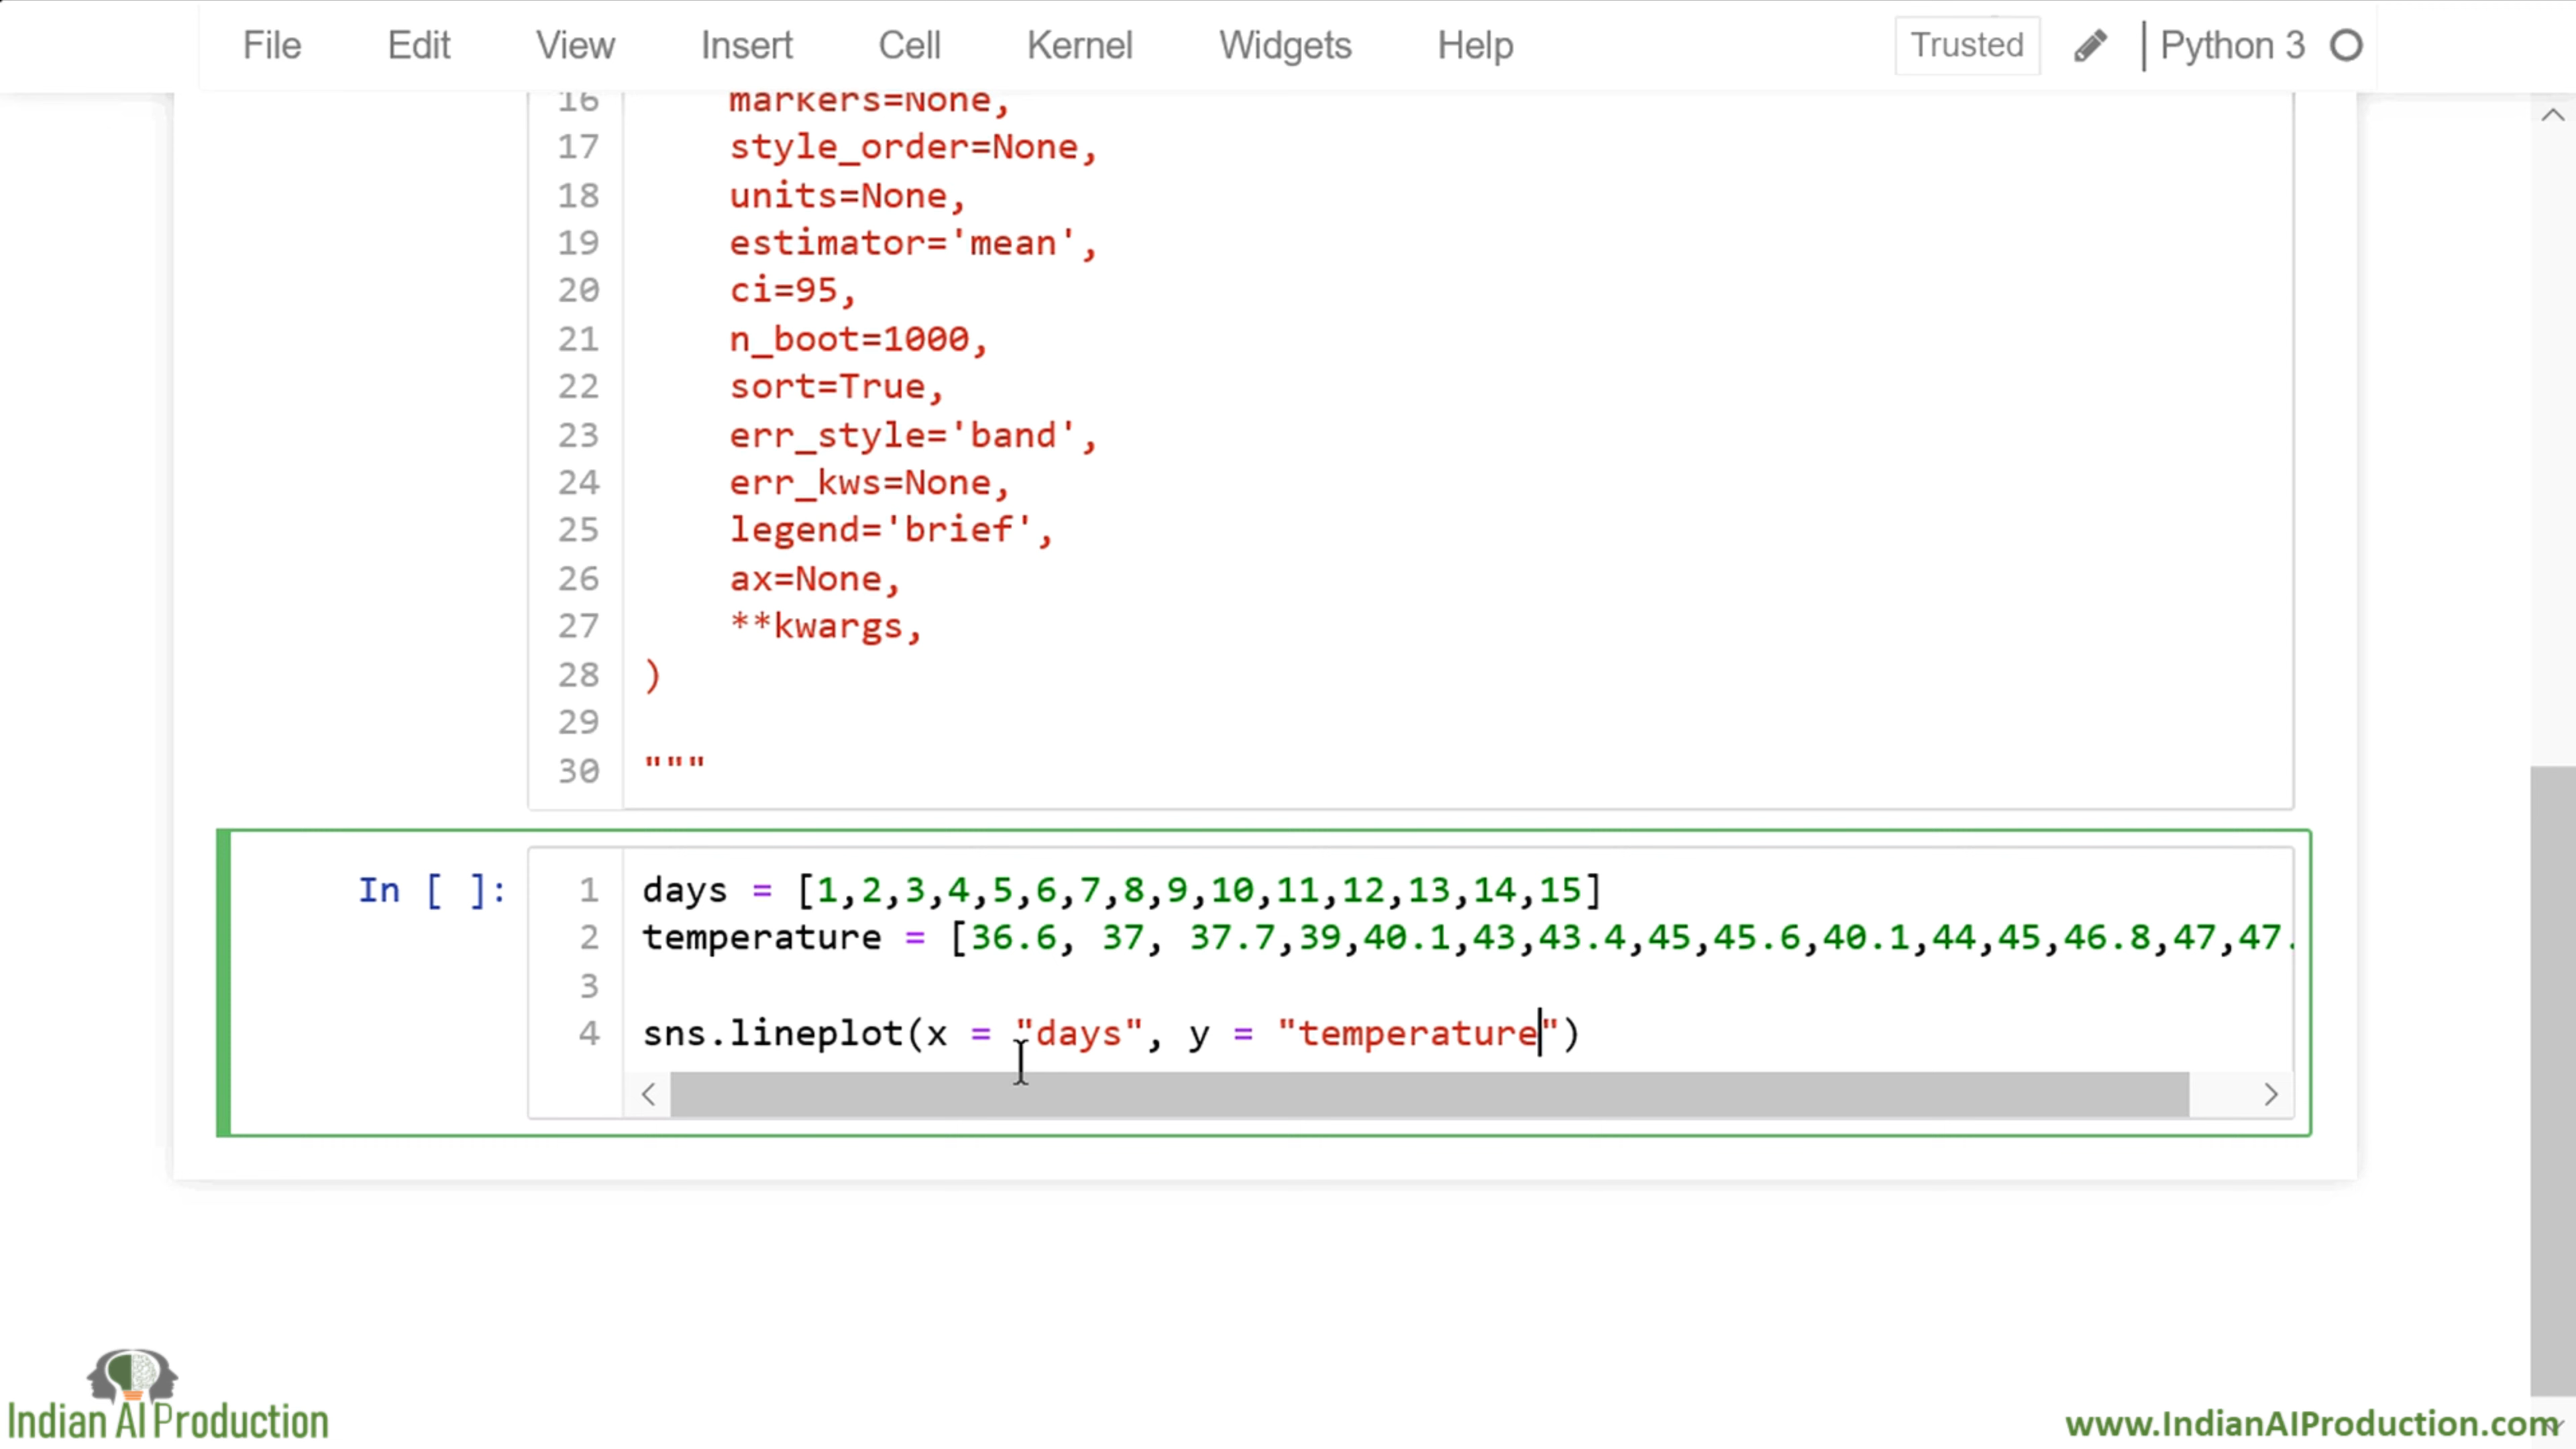 File Edit View Insert Cell Kernel Widgets Help Trusted | Python 3
16 markers=None,
17 style_order=None,
18 units=None,
19 estimator='mean',
20 ci=95,
21 n_boot=1000,
22 sort=True,
23 err_style='band',
24 err_kws=None,
25 legend='brief',
26 ax=None,
27 **kwargs,
28 )
29
30 """
In [ ]: 1 days = [1,2,3,4,5,6,7,8,9,10,11,12,13,14,15]
2 temperature = [36.6, 37, 37.7,39,40.1,43,43.4,45,45.6,40.1,44,45,46.8,47,47.
3
4 sns.lineplot(x = "days", y = "temperature")
Indian AI Production
www.IndianAIProduction.com